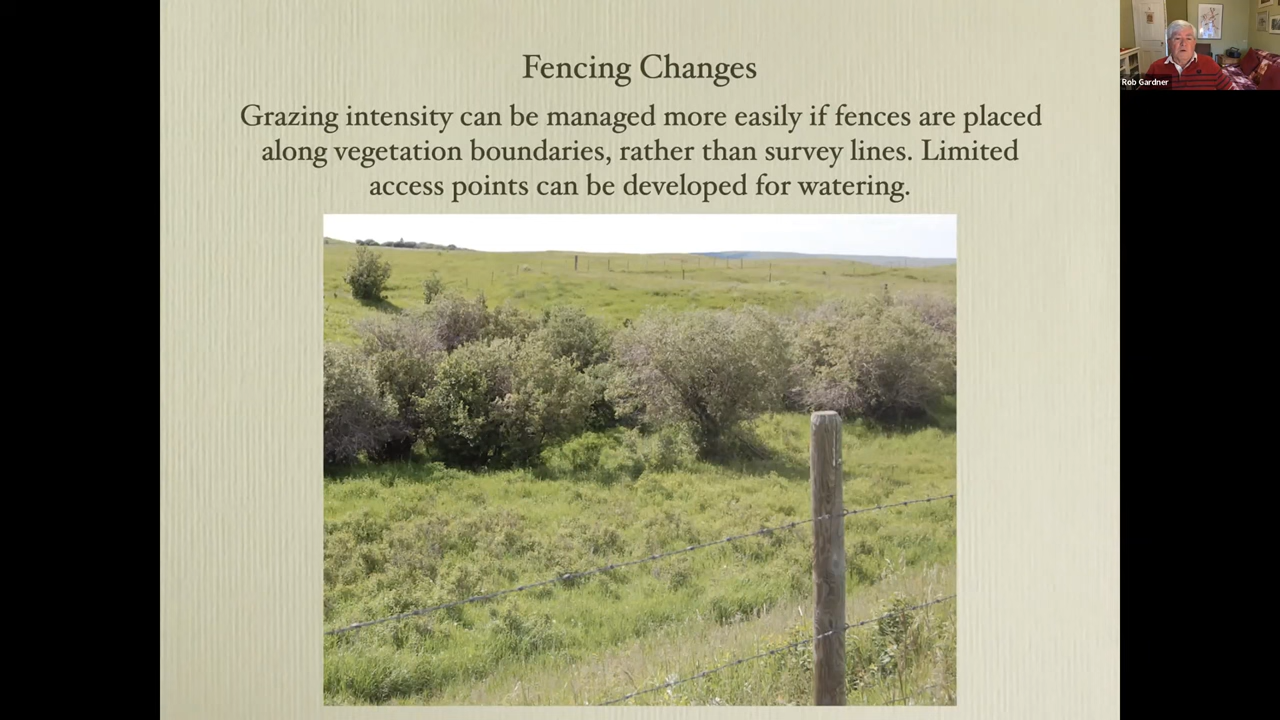 Fencing Changes
Grazing intensity can be managed more easily if fences are placed
along vegetation boundaries, rather than survey lines. Limited
access points can be developed for watering.
Rob Gardner